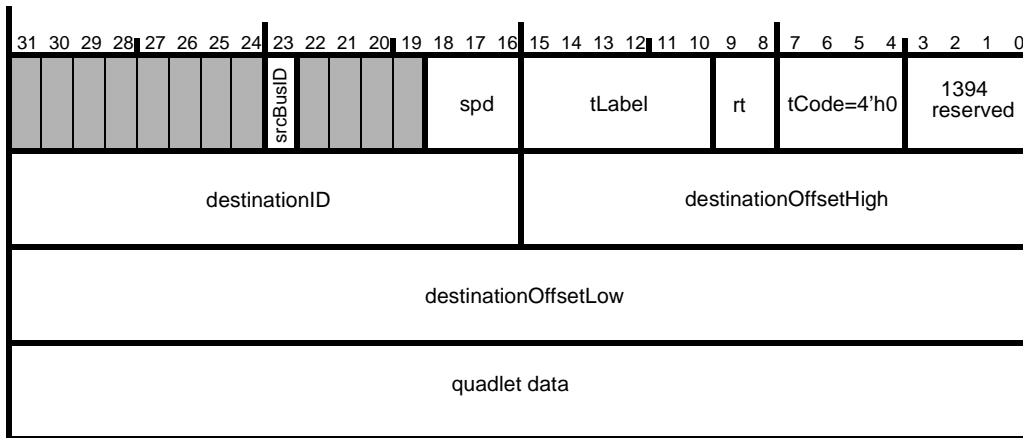 31 30 29 28 27 26 25 24 23 22 21 20 19 18 17 16 15 14 13 12 11 10 9 8 7 6 5 4 3 2 1 0
srcBusID spd tLabel rt tCode=4'h0 1394
reserved
destinationID destinationOffsetHigh
destinationOffsetLow
quadlet data